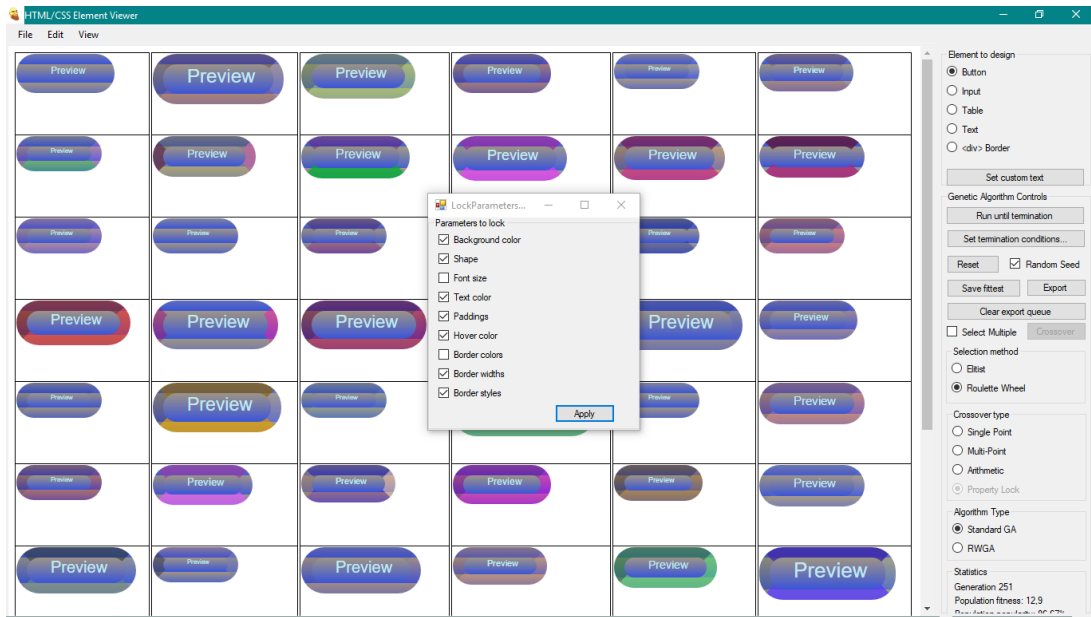 HTML/CSS Element Viewer
File Edit View
Preview Preview Preview Preview Preview Preview
Preview Preview Preview Preview Preview Preview
Preview Preview Preview Preview Preview
Preview Preview Preview Preview Preview
Preview Preview Preview Preview Preview
Preview Preview Preview Preview Preview Preview
Preview Preview Preview Preview Preview Preview
LockParameters...
Parameters to lock
Background color
Shape
Font size
Text color
Paddings
Hover color
Border colors
Border widths
Border styles
Apply
Element to design
Button
Input
Table
Text
<div> Border
Set custom text
Genetic Algorithm Controls
Run until termination
Set termination conditions...
Reset Random Seed
Save fittest Export
Clear export queue
Select Multiple Crossover
Selection method
Elitist
Roulette Wheel
Crossover type
Single Point
Multi-Point
Arithmetic
Property Lock
Algorithm Type
Standard GA
RWGA
Statistics
Generation 251
Population fitness: 12,9
Population popularity: 86,67%